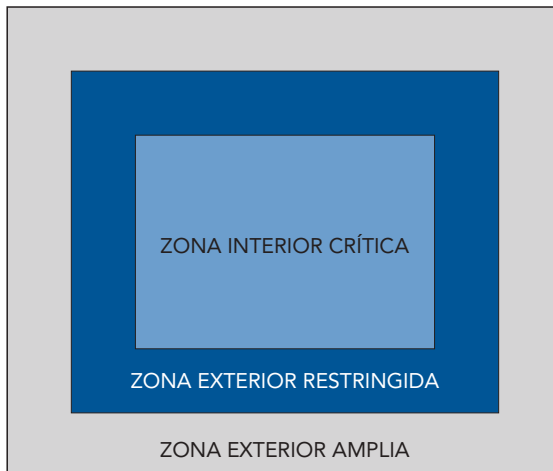 ZONA INTERIOR CRÍTICA
ZONA EXTERIOR RESTRINGIDA
ZONA EXTERIOR AMPLIA